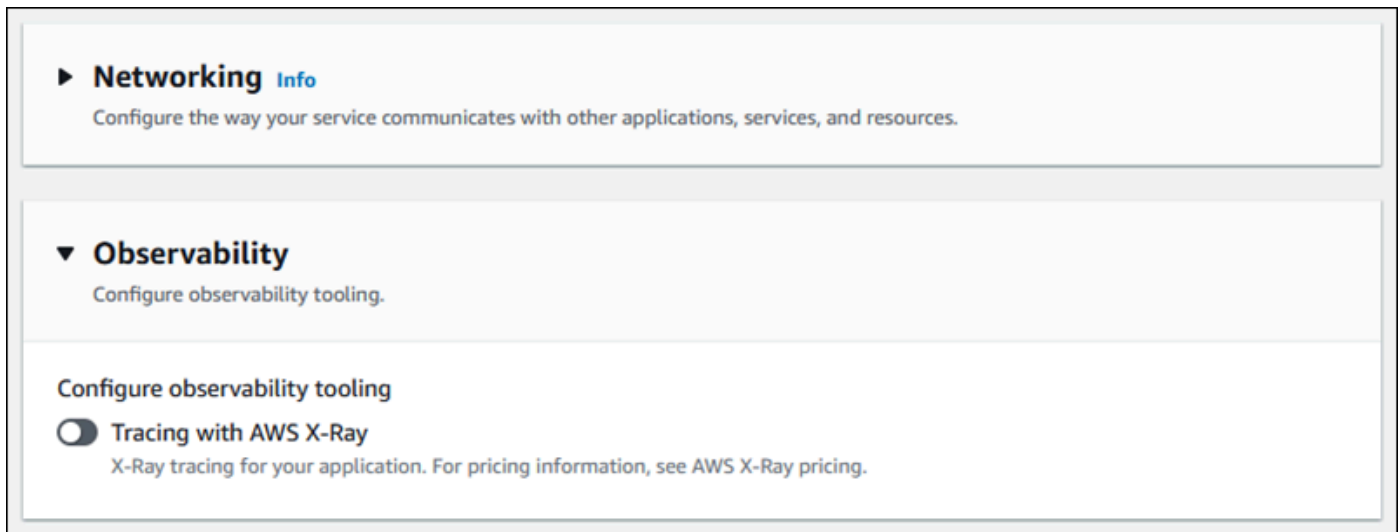 Networking Info
Configure the way your service communicates with other applications, services, and resources.
Observability
Configure observability tooling.
Configure observability tooling
Tracing with AWS X-Ray
X-Ray tracing for your application. For pricing information, see AWS X-Ray pricing.